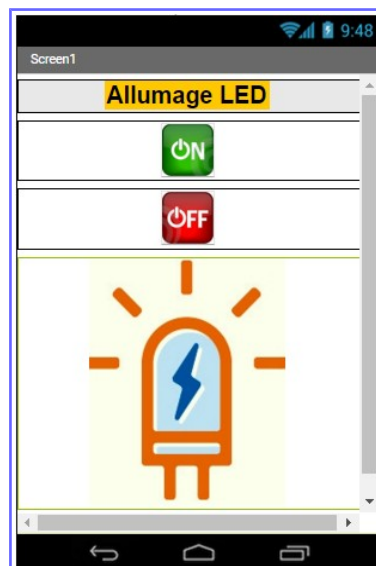 9:48
Screen1
Allumage LED
ON
OFF